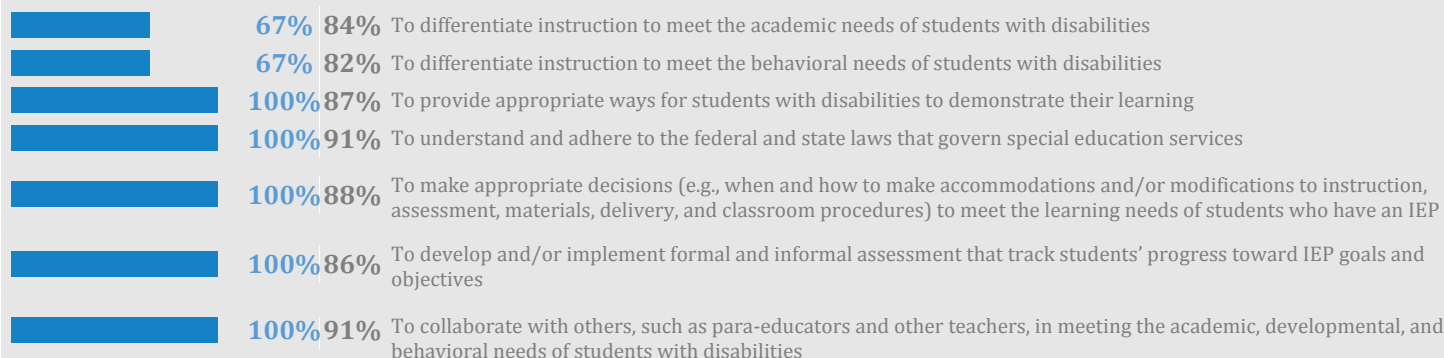 67% 84% To differentiate instruction to meet the academic needs of students with disabilities
67% 82% To differentiate instruction to meet the behavioral needs of students with disabilities
100% 87% To provide appropriate ways for students with disabilities to demonstrate their learning
100% 91% To understand and adhere to the federal and state laws that govern special education services
100% 88% To make appropriate decisions (e.g., when and how to make accommodations and/or modifications to instruction,
assessment, materials, delivery, and classroom procedures) to meet the learning needs of students who have an IEP
100% 86% To develop and/or implement formal and informal assessment that track students’ progress toward IEP goals and
objectives
100% 91% To collaborate with others, such as para-educators and other teachers, in meeting the academic, developmental, and
behavioral needs of students with disabilities